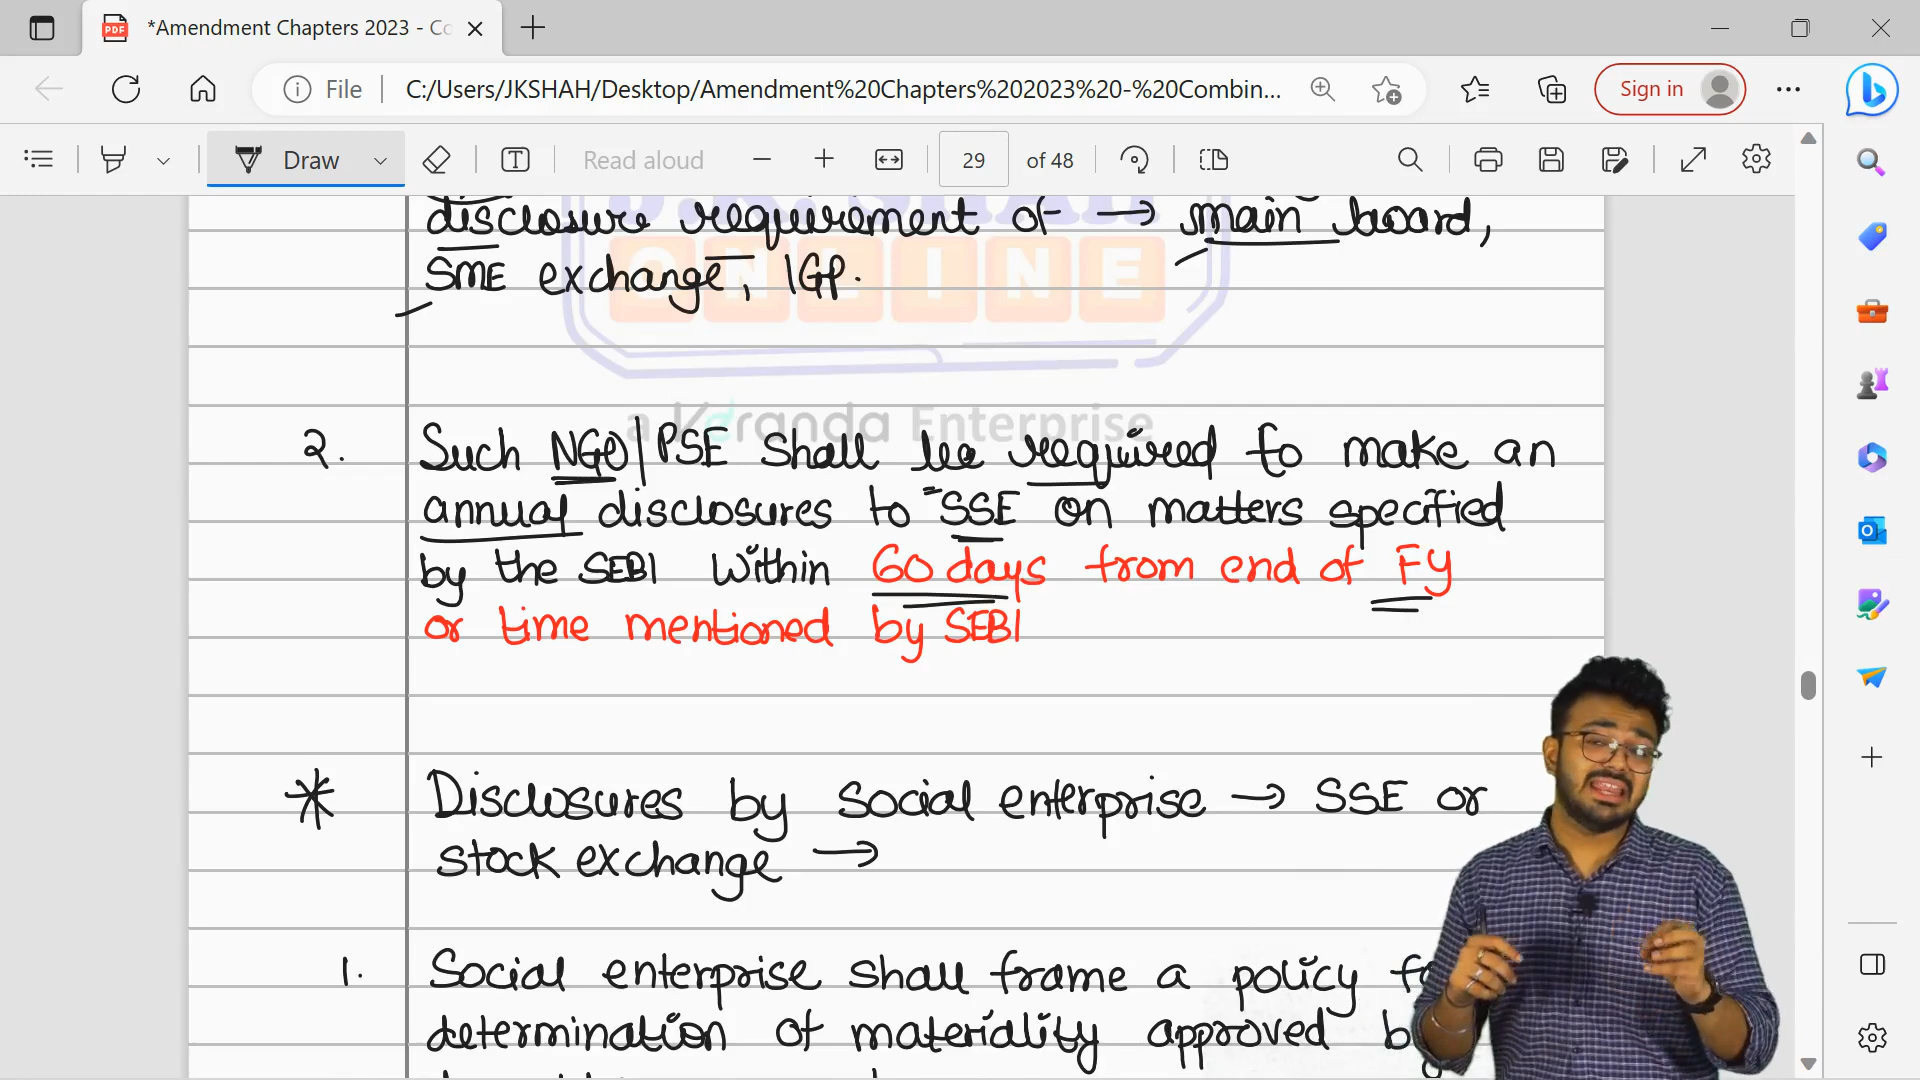 *Amendment Chapters 2023 - Co
File
C:/Users/JKSHAH/Desktop/Amendment%20Chapters%202023%20-%20Combin...
Sign in
Draw
Read aloud
29 of 48
disclosure requirement of → main board,
SME exchange, IGP.
ONLINE
a Koranda Enterprise
2. Such NGO/PSE shall be required to make an
annual disclosures to SSE on matters specified
by the SEBI within 60 days from end of Fy
or time mentioned by SEBI
* Disclosures by social enterprise → SSE or
stock exchange →
1. Social enterprise shall frame a policy
determination of materiality approved